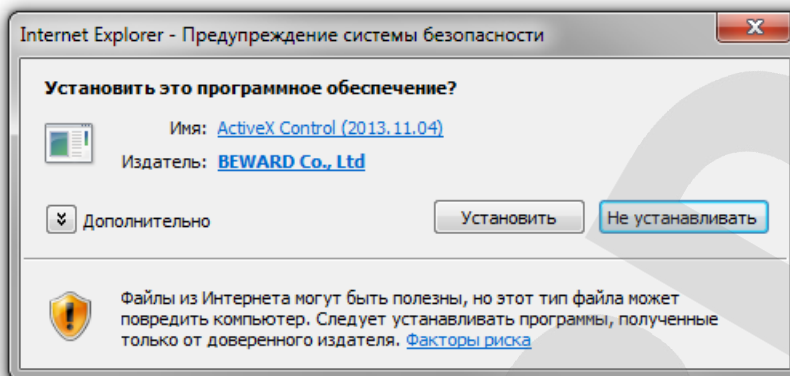 Internet Explorer - Предупреждение системы безопасности
Установить это программное обеспечение?
Имя: ActiveX Control (2013.11.04)
Издатель: BEWARD Co., Ltd
Дополнительно
Установить
Не устанавливать
Файлы из Интернета могут быть полезны, но этот тип файла может
повредить компьютер. Следует устанавливать программы, полученные
только от доверенного издателя. Факторы риска